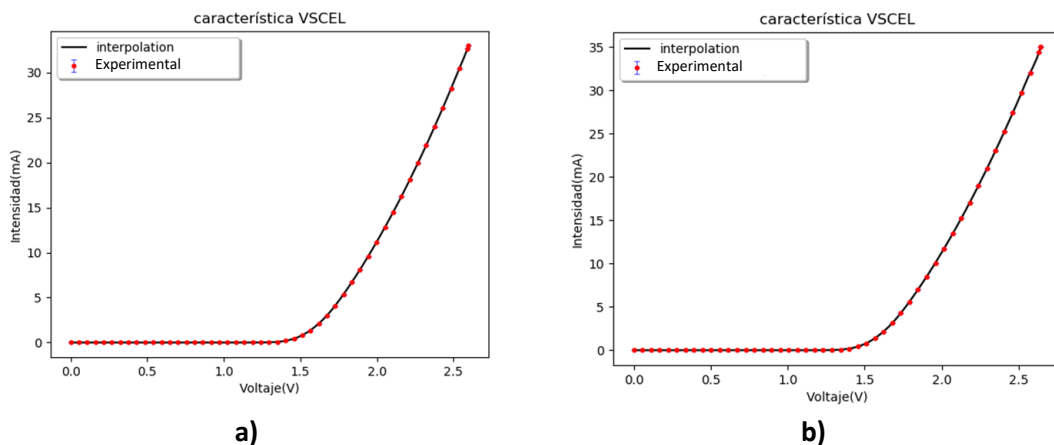 característica VSCEL
interpolation
Experimental
Intensidad(mA)
30
25
20
15
10
5
0
0.0 0.5 1.0 1.5 2.0 2.5
Voltaje(V)
a)
característica VSCEL
interpolation
Experimental
Intensidad(mA)
35
30
25
20
15
10
5
0
0.0 0.5 1.0 1.5 2.0 2.5
Voltaje(V)
b)